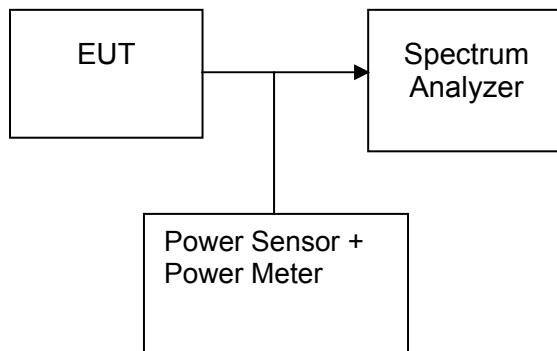 EUT
Spectrum
Analyzer
Power Sensor +
Power Meter